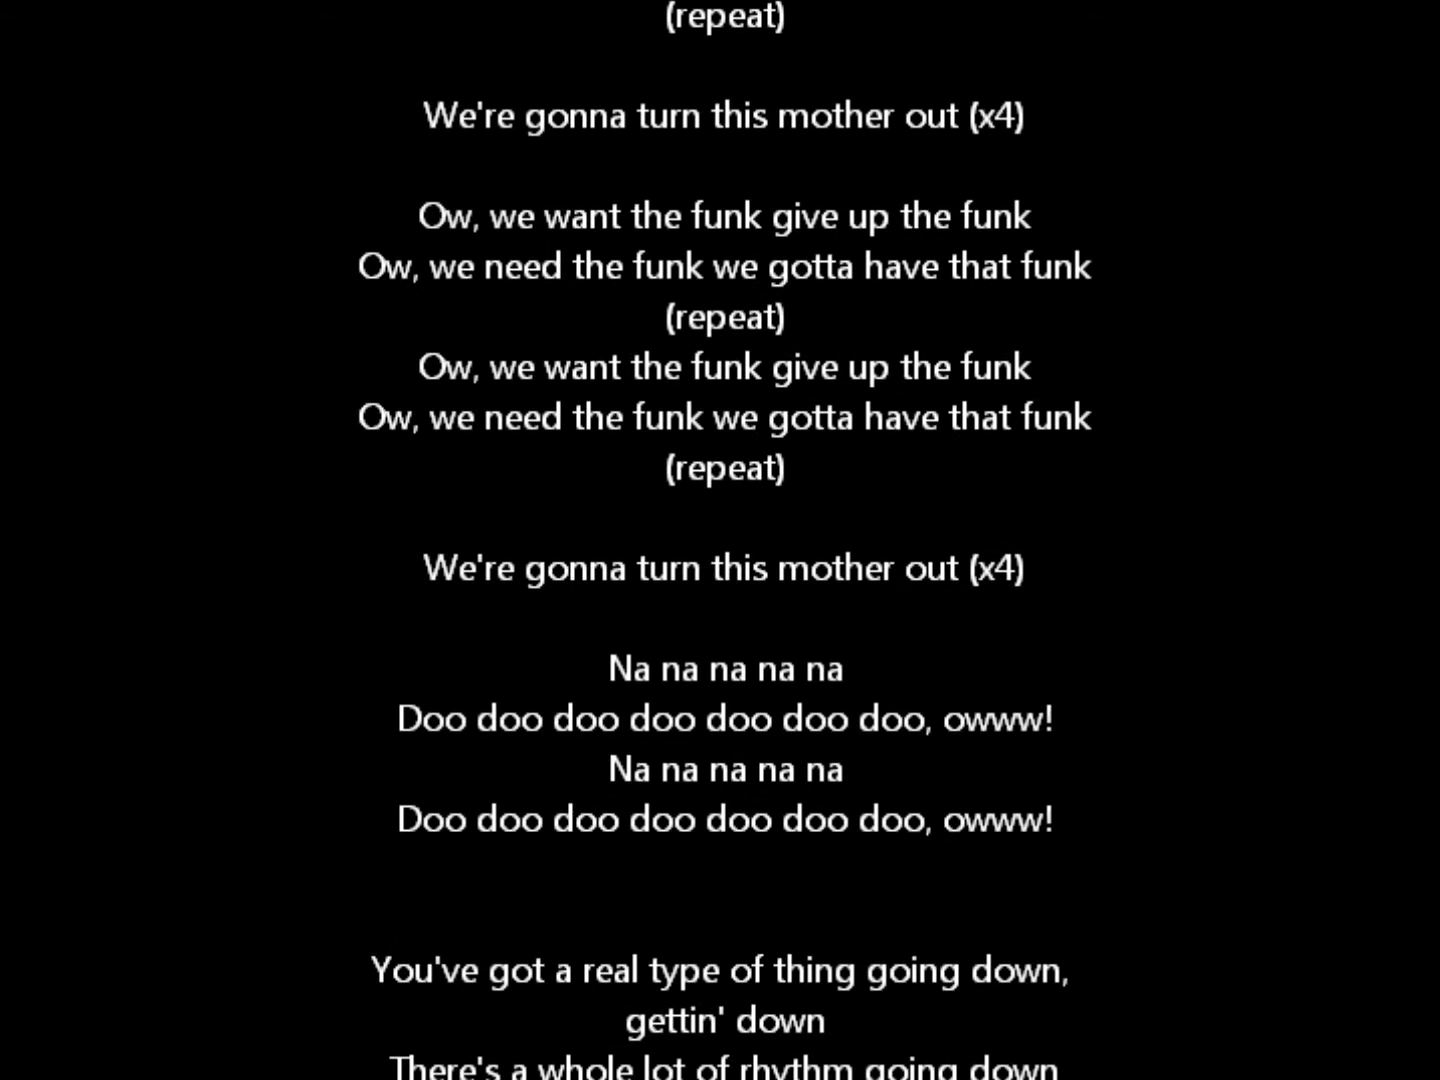 (repeat)
We're gonna turn this mother out (x4)
Ow, we want the funk give up the funk
Ow, we need the funk we gotta have that funk
(repeat)
Ow, we want the funk give up the funk
Ow, we need the funk we gotta have that funk
(repeat)
We're gonna turn this mother out (x4)
Na na na na na
Doo doo doo doo doo doo doo, owww!
Na na na na na
Doo doo doo doo doo doo doo, owww!
You've got a real type of thing going down,
gettin' down
There's a whole lot of rhythm going down